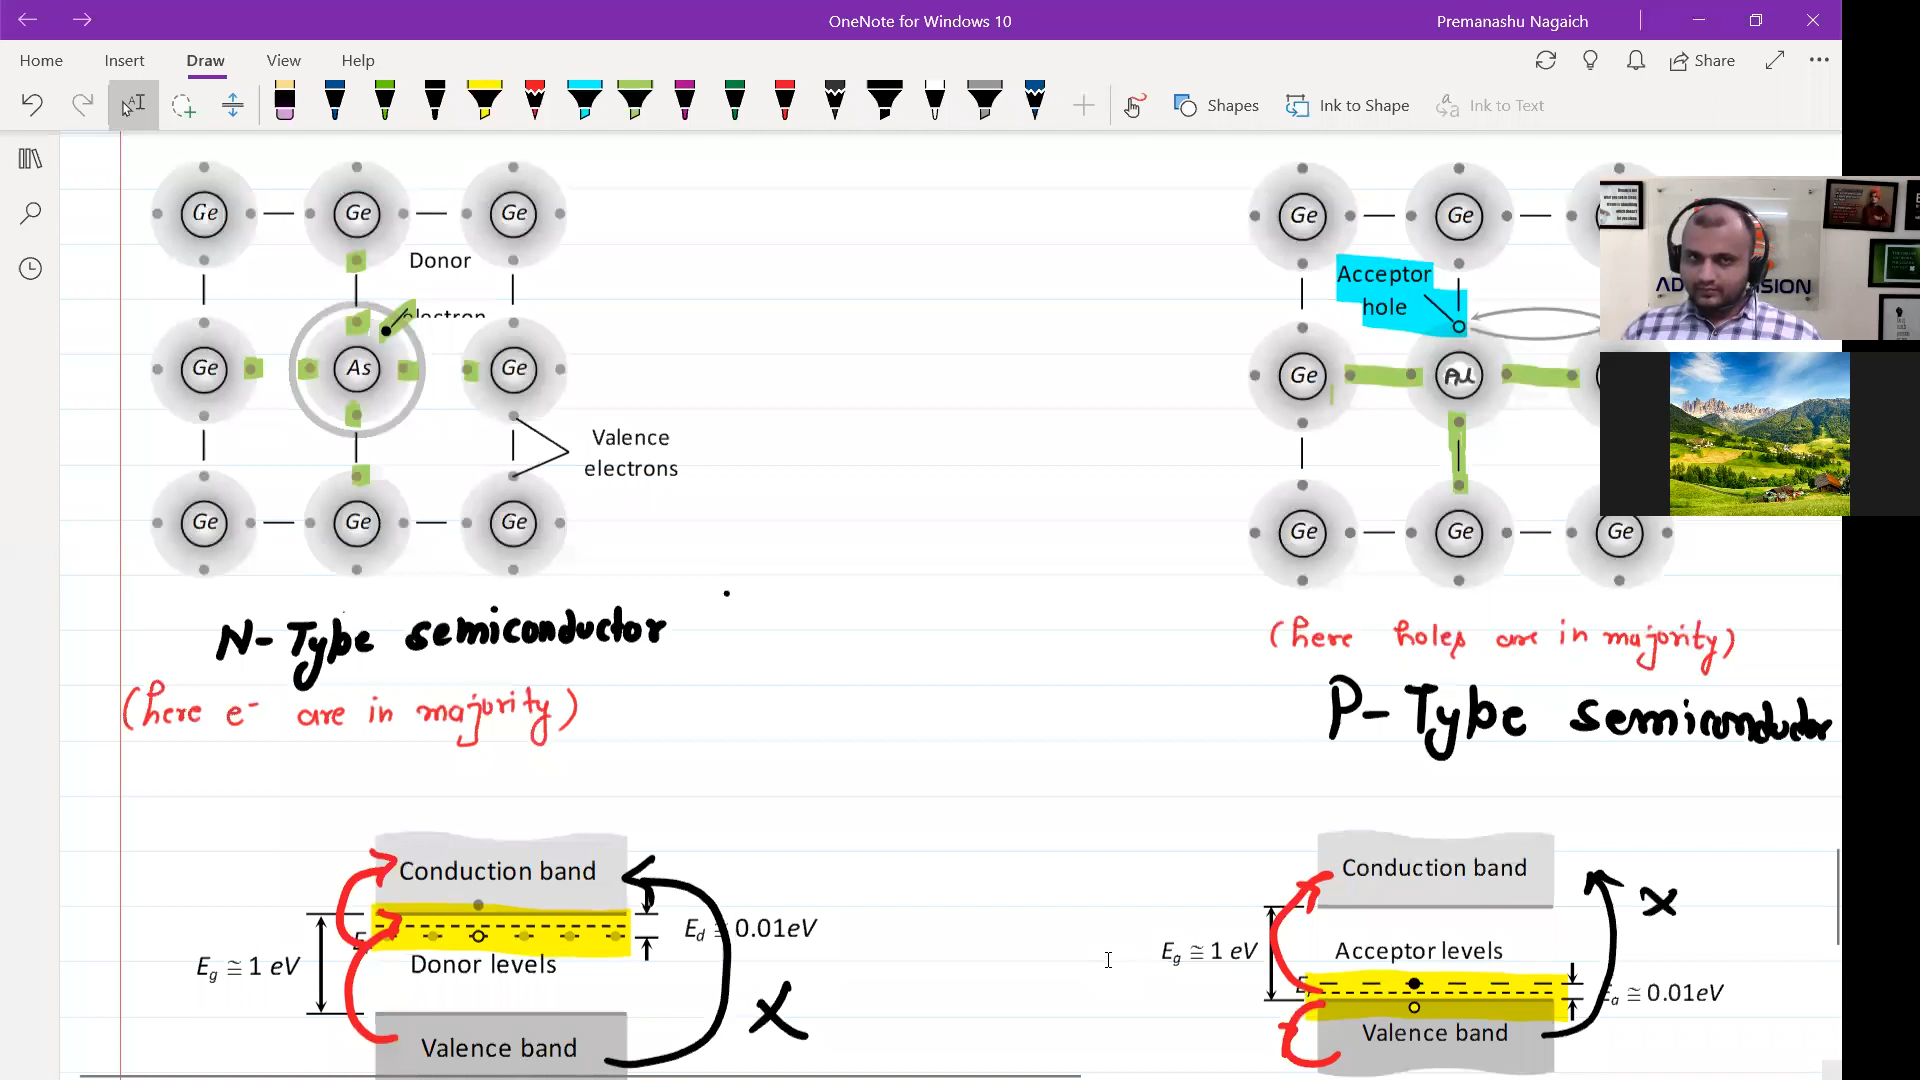 OneNote for Windows 10
Premanashu Nagaich
Home Insert Draw View Help
Share
Shapes Ink to Shape Ink to Text
Ge Ge Ge
Donor
electron
Ge As Ge
Valence
electrons
Ge Ge Ge
N-Type semiconductor
(here e- are in majority)
Ge Ge
Acceptor
hole
Ge Al
Ge Ge Ge
(here holes are in majority)
P-Type semiconductor
Conduction band
Ed ≅ 0.01eV
Donor levels
Eg ≅ 1 eV
Valence band
X
Conduction band
X
Acceptor levels
Eg ≅ 1 eV
Ea ≅ 0.01eV
Valence band